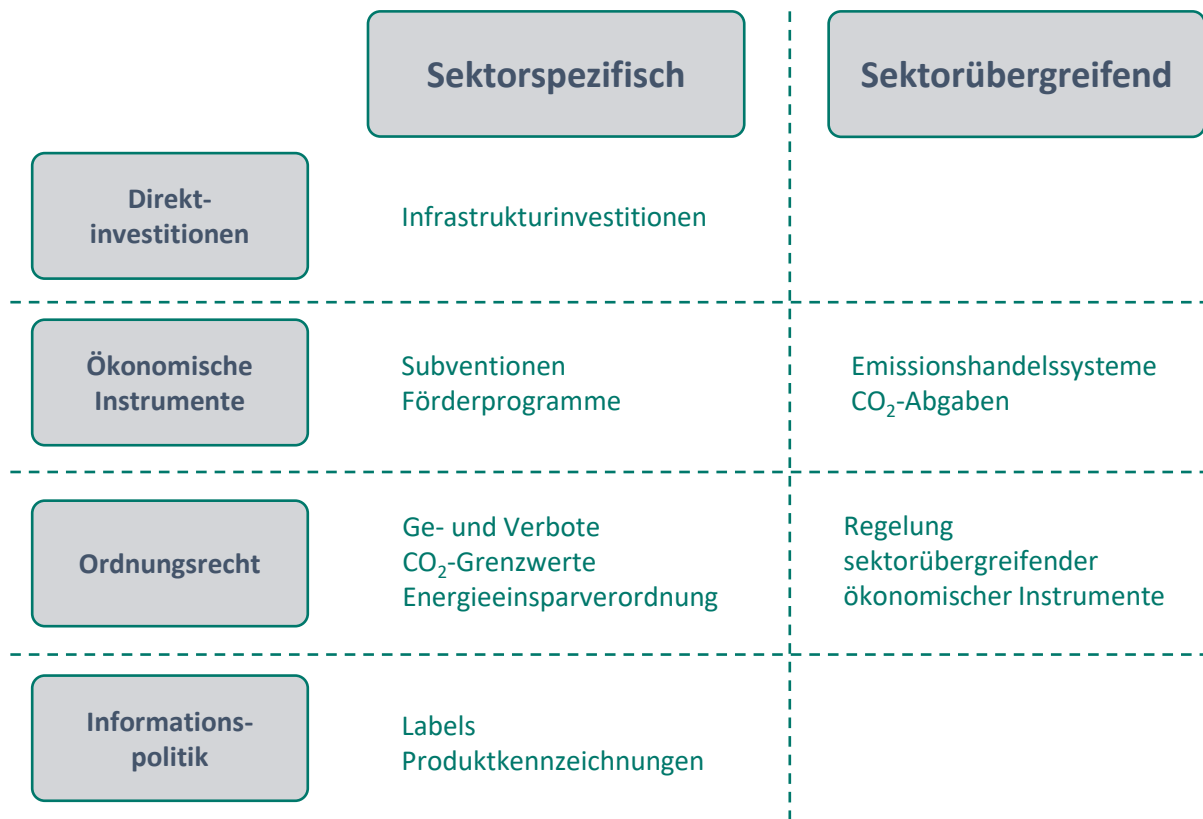 Sektorspezifisch
Sektorübergreifend
Direkt-
investitionen
Infrastrukturinvestitionen
Ökonomische
Instrumente
Subventionen
Förderprogramme
Emissionshandelssysteme
CO₂-Abgaben
Ordnungsrecht
Ge- und Verbote
CO₂-Grenzwerte
Energieeinsparverordnung
Regelung
sektorübergreifender
ökonomischer Instrumente
Informations-
politik
Labels
Produktkennzeichnungen